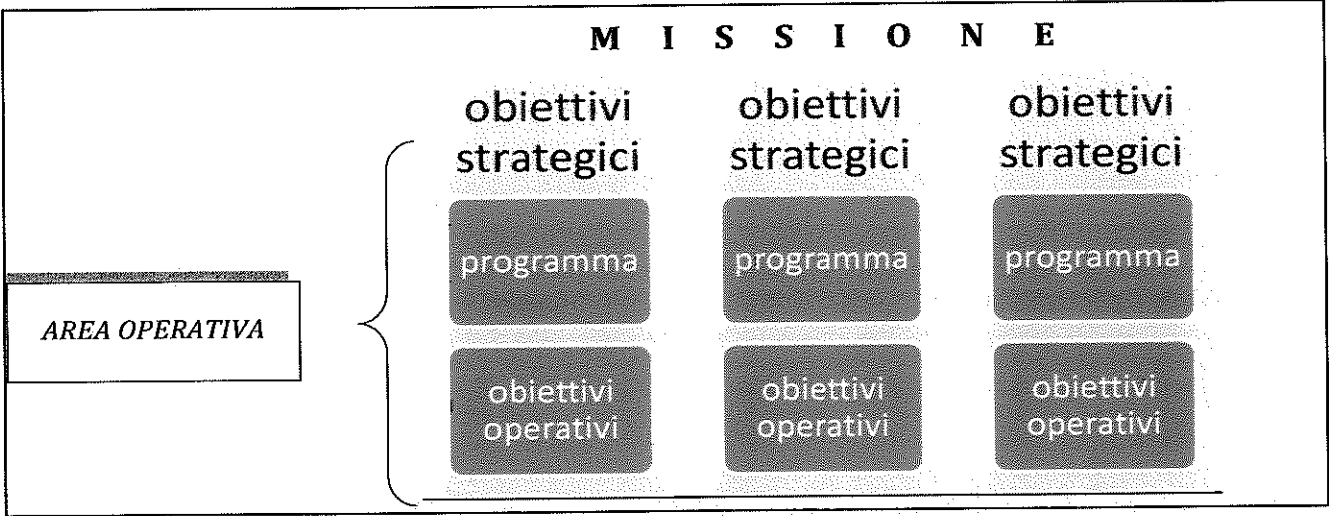 M I S S I O N E
obiettivi
strategici
obiettivi
strategici
obiettivi
strategici
programma
programma
programma
AREA OPERATIVA
obiettivi
operativi
obiettivi
operativi
obiettivi
operativi